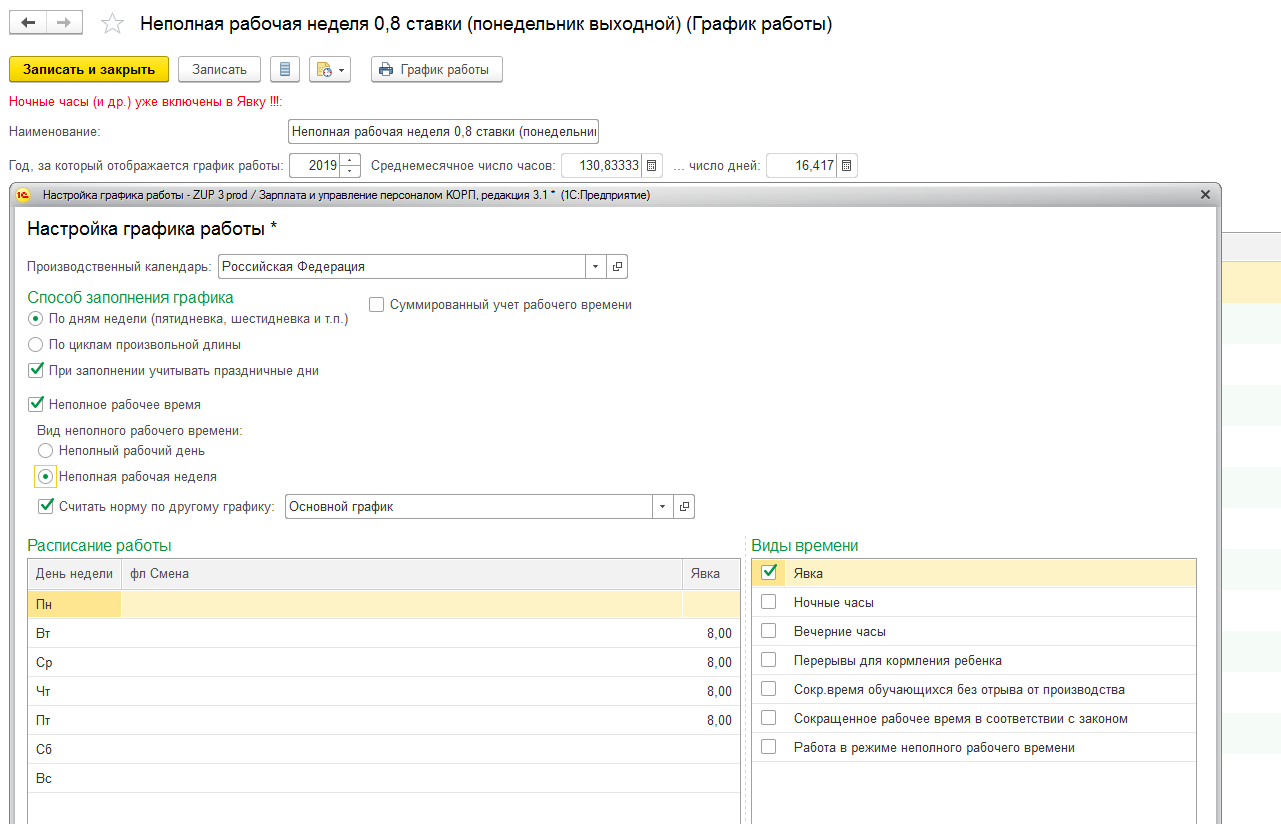 Неполная рабочая неделя 0,8 ставки (понедельник выходной) (График работы)
Записать и закрыть Записать График работы
Ночные часы (и др.) уже включены в Явку !!!:
Наименование: Неполная рабочая неделя 0,8 ставки (понедельни
Год, за который отображается график работы: 2019 Среднемесячное число часов: 130,83333 ... число дней: 16,417
1С Настройка графика работы - ZUP 3 prod / Зарплата и управление персоналом КОРП, редакция 3.1 * (1С:Предприятие)
Настройка графика работы *
Производственный календарь: Российская Федерация
Способ заполнения графика
Суммированный учет рабочего времени
По дням недели (пятидневка, шестидневка и т.п.)
По циклам произвольной длины
При заполнении учитывать праздничные дни
Неполное рабочее время
Вид неполного рабочего времени:
Неполный рабочий день
Неполная рабочая неделя
Считать норму по другому графику: Основной график
Расписание работы Виды времени
День недели фл Смена Явка Явка
Пн Ночные часы
Вт 8,00 Вечерние часы
Ср 8,00 Перерывы для кормления ребенка
Чт 8,00 Сокр.время обучающихся без отрыва от производства
Пт 8,00 Сокращенное рабочее время в соответствии с законом
Сб Работа в режиме неполного рабочего времени
Вс